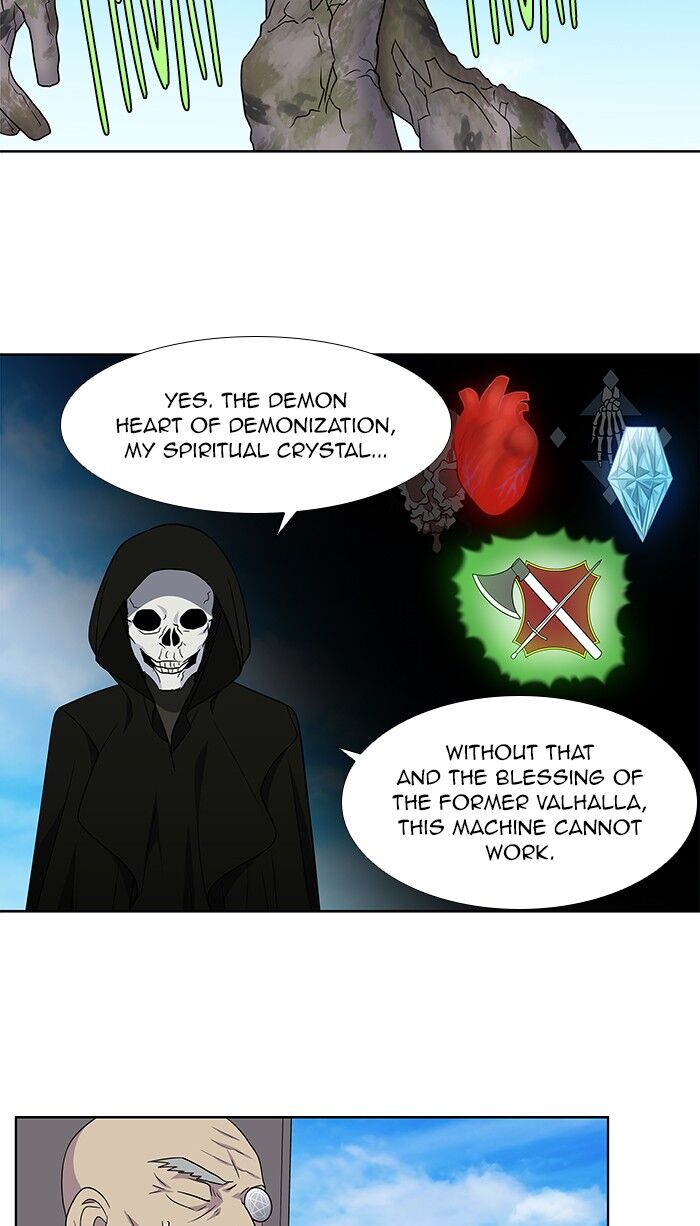 YES. THE DEMON
HEART OF DEMONIZATION,
MY SPIRITUAL CRYSTAL...
WITHOUT THAT
AND THE BLESSING OF
THE FORMER VALHALLA,
THIS MACHINE CANNOT
WORK.